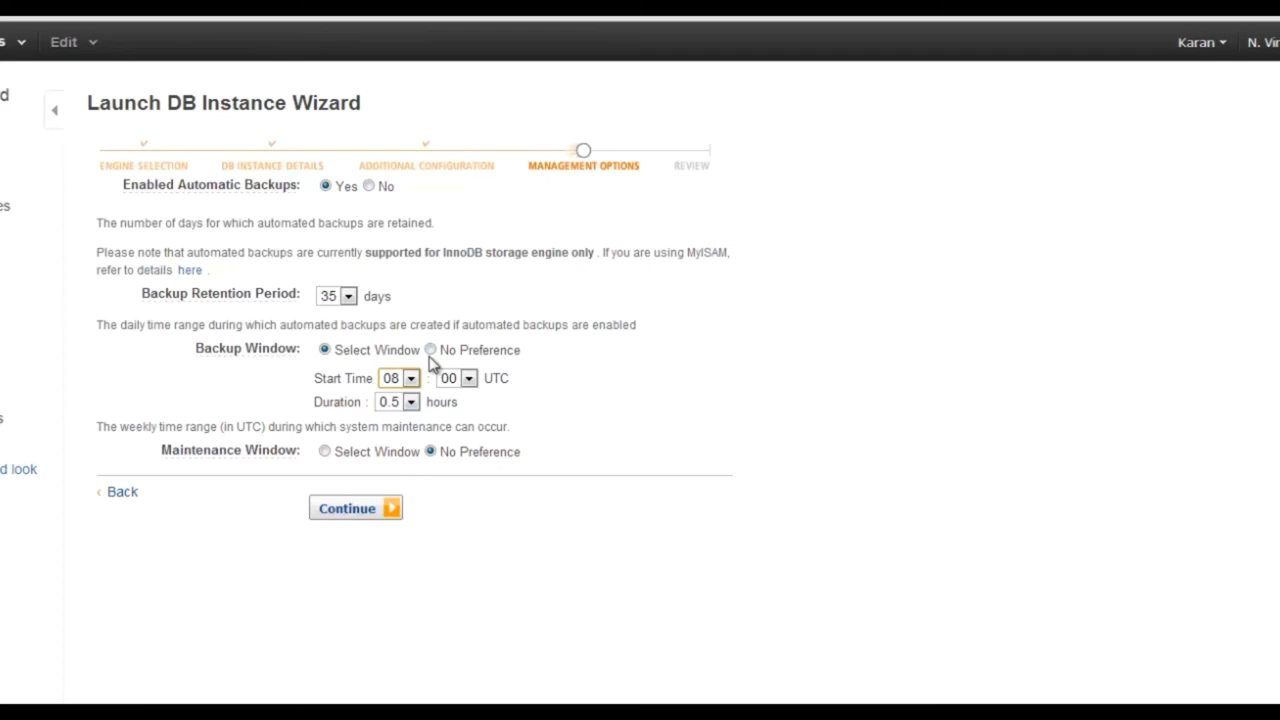 s Edit Karan N. Vir
d
Launch DB Instance Wizard
ENGINE SELECTION DB INSTANCE DETAILS ADDITIONAL CONFIGURATION MANAGEMENT OPTIONS REVIEW
Enabled Automatic Backups: Yes No
es
The number of days for which automated backups are retained.
Please note that automated backups are currently supported for InnoDB storage engine only . If you are using MyISAM,
refer to details here .
Backup Retention Period: 35 days
The daily time range during which automated backups are created if automated backups are enabled
Backup Window: Select Window No Preference
Start Time 08 : 00 UTC
Duration : 0.5 hours
s
The weekly time range (in UTC) during which system maintenance can occur.
Maintenance Window: Select Window No Preference
d look
‹ Back
Continue